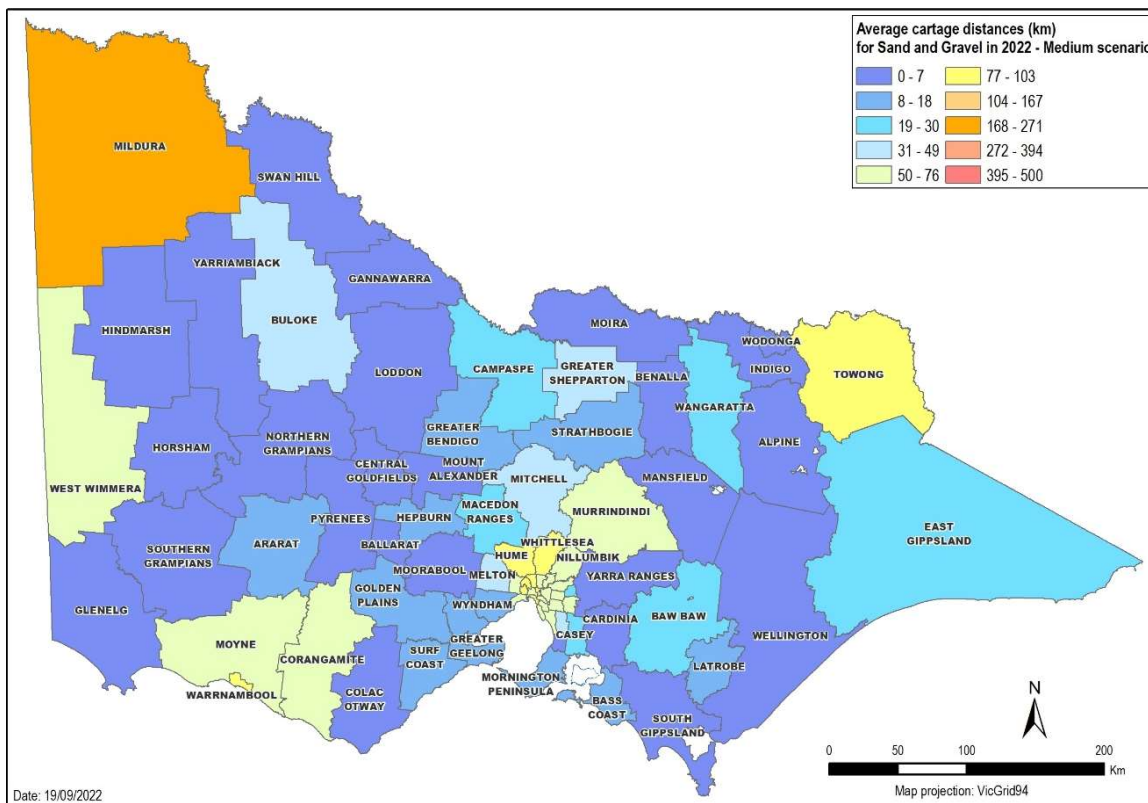 Average cartage distances (km)
for Sand and Gravel in 2022 - Medium scenario
0 - 7
77 - 103
8 - 18
104 - 167
19 - 30
168 - 271
31 - 49
272 - 394
50 - 76
395 - 500
MILDURA
SWAN HILL
YARRIAMBIACK
GANNAWARRA
HINDMARSH
BULOKE
MOIRA
WODONGA
LODDON
CAMPASPE
GREATER
SHEPPARTON
BENALLA
INDIGO
TOWONG
WANGARATTA
HORSHAM
NORTHERN
GRAMPIANS
GREATER
BENDIGO
STRATHBOGIE
ALPINE
WEST WIMMERA
CENTRAL
GOLDFIELDS
MOUNT
ALEXANDER
MITCHELL
MANSFIELD
MACEDON
RANGES
MURRINDINDI
PYRENEES
HEPBURN
EAST
GIPPSLAND
SOUTHERN
GRAMPIANS
ARARAT
BALLARAT
WHITTLESEA
HUME
NILLUMBIK
MOORABOOL
MELTON
YARRA RANGES
GLENELG
GOLDEN
PLAINS
WYNDHAM
CARDINIA
BAW BAW
WELLINGTON
MOYNE
CORANGAMITE
SURF
COAST
GREATER
GEELONG
CASEY
LATROBE
WARRNAMBOOL
COLAC
OTWAY
MORNINGTON
PENINSULA
BASS
COAST
SOUTH
GIPPSLAND
N
0
50
100
200
Km
Map projection: VicGrid94
Date: 19/09/2022